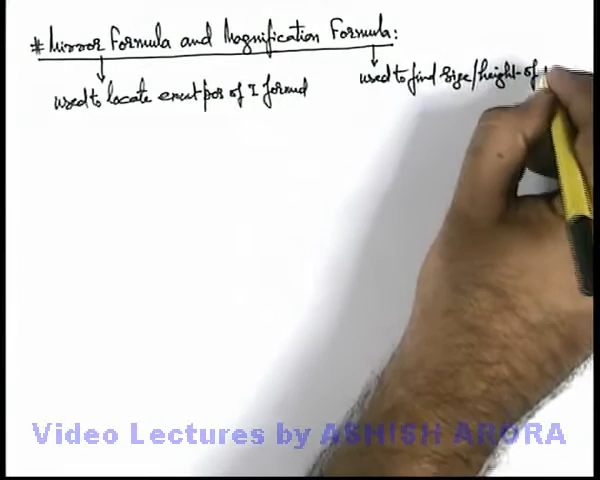 # Mirror Formula and Magnification Formula:
used to locate exact pos of I formed
used to find size/height of
Video Lectures by ASHISH ARORA